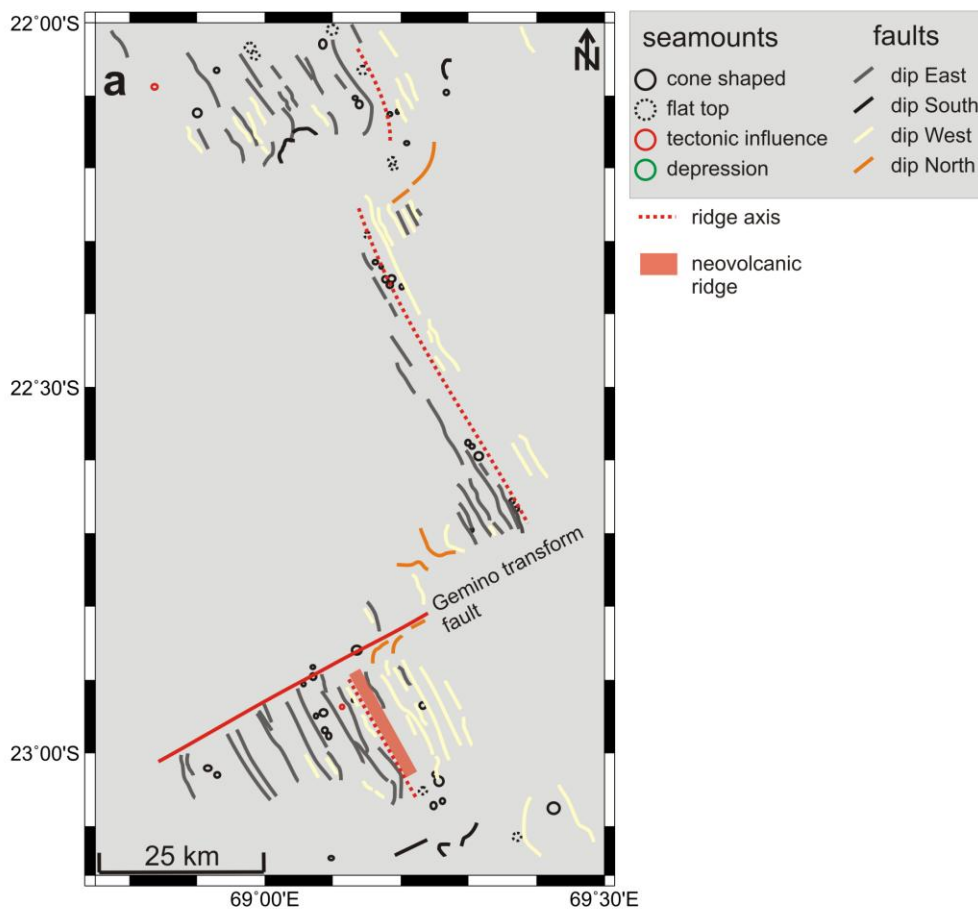 22°00'S
a
N
seamounts
faults
cone shaped
dip East
flat top
dip South
tectonic influence
dip West
depression
dip North
ridge axis
neovolcanic
ridge
22°30'S
Gemino transform
fault
23°00'S
25 km
69°00'E
69°30'E